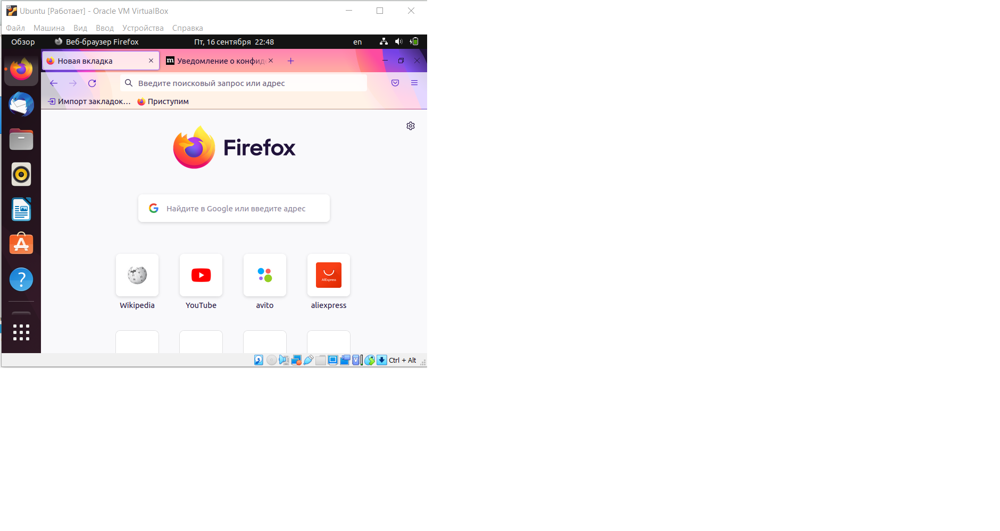 Ubuntu [Работает] - Oracle VM VirtualBox
Файл Машина Вид Ввод Устройства Справка
Обзор Веб-браузер Firefox Пт, 16 сентября 22:48 en
Новая вкладка Уведомление о конфиде
Введите поисковый запрос или адрес
Импорт закладок... Приступим
Firefox
Найдите в Google или введите адрес
AliExpress
Wikipedia YouTube avito aliexpress
Ctrl + Alt